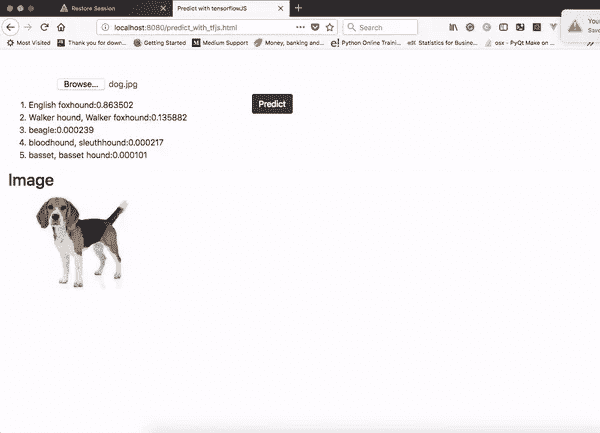 Restore Session
Predict with tensorflowJS
localhost:8080/predict_with_tfjs.html
Search
Most Visited
Thank you for down...
Getting Started
Medium Support
Money, banking and...
Python Online Traini...
Statistics for Business...
osx - PyQt Make on ...
You
Save
Browse...
dog.jpg
Predict
1. English foxhound:0.863502
2. Walker hound, Walker foxhound:0.135882
3. beagle:0.000239
4. bloodhound, sleuthhound:0.000217
5. basset, basset hound:0.000101
Image